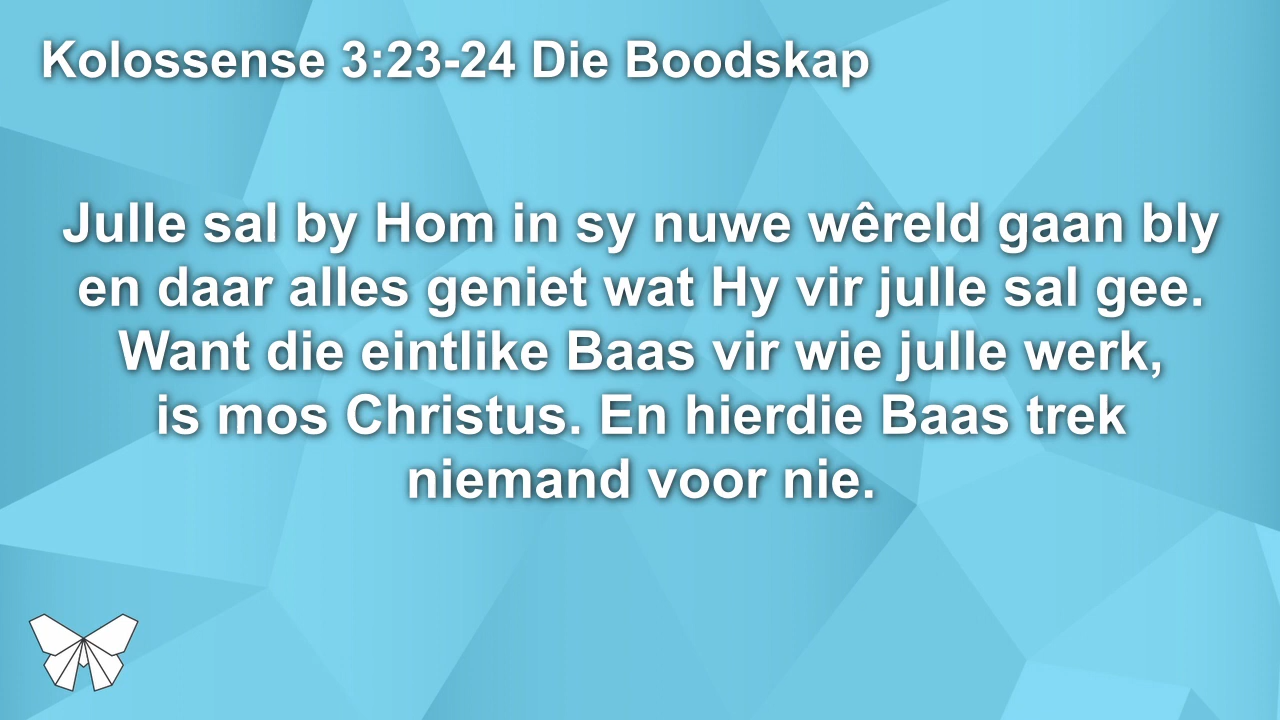 Kolossense 3:23-24 Die Boodskap
Julle sal by Hom in sy nuwe wêreld gaan bly
en daar alles geniet wat Hy vir julle sal gee.
Want die eintlike Baas vir wie julle werk,
is mos Christus. En hierdie Baas trek
niemand voor nie.